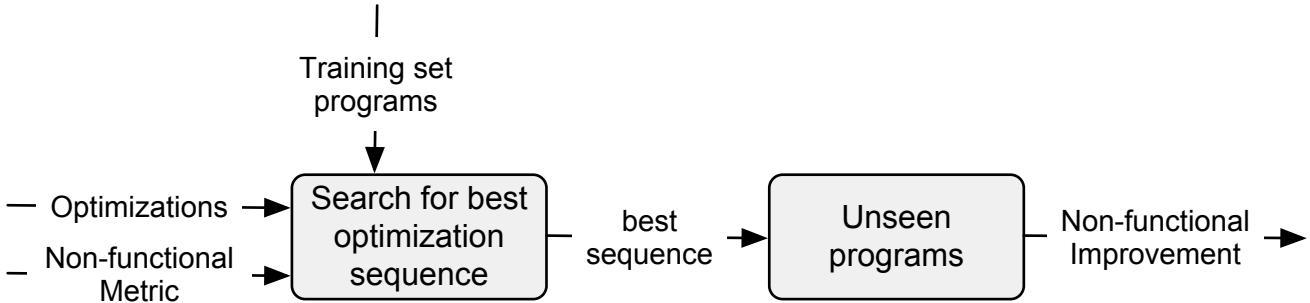 Training set
programs
Optimizations
Non-functional
Metric
Search for best
optimization
sequence
best
sequence
Unseen
programs
Non-functional
Improvement